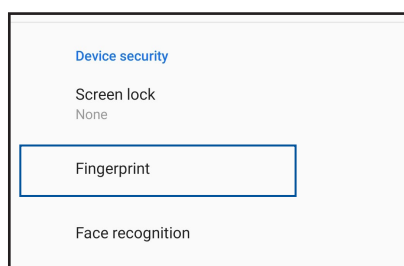 Device security
Screen lock
None
Fingerprint
Face recognition